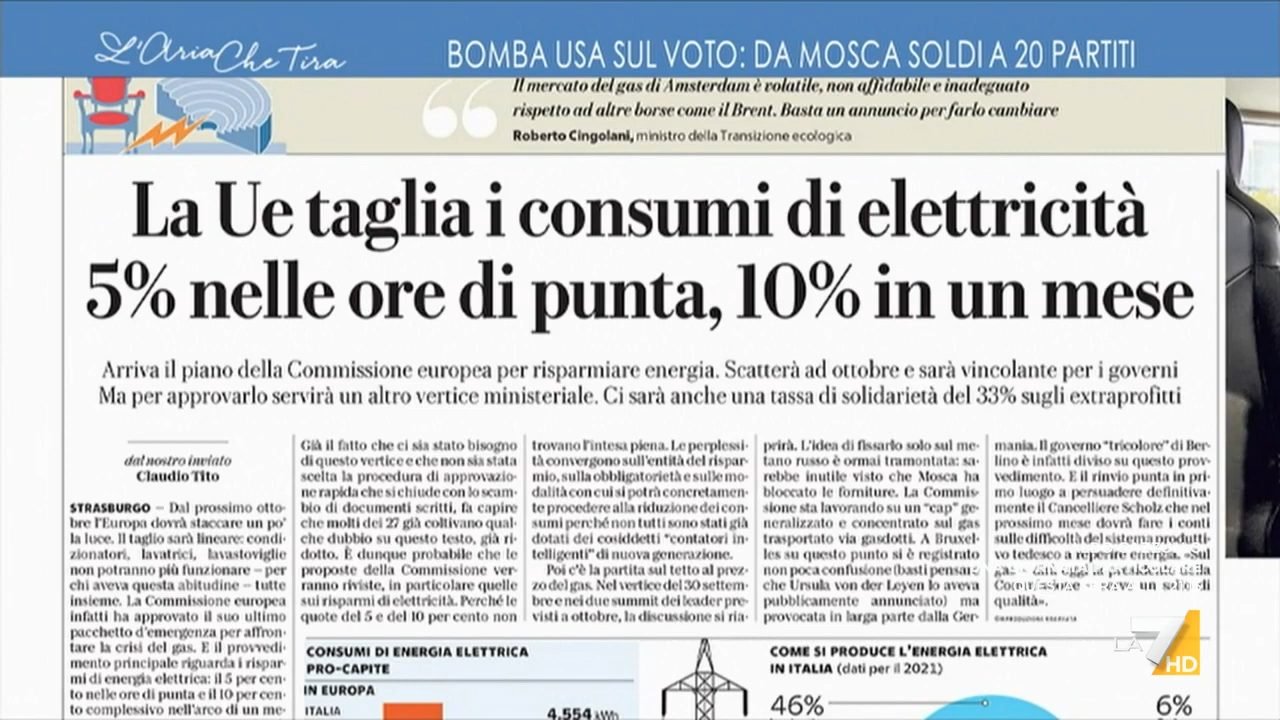 L'Aria Che Tira
BOMBA USA SUL VOTO: DA MOSCA SOLDI A 20 PARTITI
Il mercato del gas di Amsterdam è volatile, non affidabile e inadeguato
rispetto ad altre borse come il Brent. Basta un annuncio per farlo cambiare
Roberto Cingolani, ministro della Transizione ecologica
La Ue taglia i consumi di elettricità
5% nelle ore di punta, 10% in un mese
Arriva il piano della Commissione europea per risparmiare energia. Scatterà ad ottobre e sarà vincolante per i governi
Ma per approvarlo servirà un altro vertice ministeriale. Ci sarà anche una tassa di solidarietà del 33% sugli extraprofitti
dal nostro inviato
Claudio Tito
STRASBURGO – Dal prossimo otto-
bre l'Europa dovrà staccare un po'
la luce. Il taglio sarà lineare: condi-
zionatori, lavatrici, lavastoviglie
non potranno più funzionare – per
chi aveva questa abitudine – tutte
insieme. La Commissione europea
infatti ha approvato il suo ultimo
pacchetto d'emergenza per affron-
tare la crisi del gas. E il provvedi-
mento principale riguarda i rispar-
mi di energia elettrica: il 5 per cen-
to nelle ore di punta e il 10 per cen-
to complessivo nell'arco di un me-
Già il fatto che ci sia stato bisogno
di questo vertice e che non sia stata
scelta la procedura di approvazio-
ne rapida che si chiude con lo scam-
bio di documenti scritti, fa capire
che molti dei 27 già coltivano qual-
che dubbio su questo testo, già ri-
dotto. È dunque probabile che le
proposte della Commissione ver-
ranno riviste, in particolare quelle
sui risparmi di elettricità. Perché le
quote del 5 e del 10 per cento non
trovano l'intesa piena. Le perplessi-
tà convergono sull'entità del rispar-
mio, sulla obbligatorietà e sulle mo-
dalità con cui si potrà concretamen-
te procedere alla riduzione dei con-
sumi perché non tutti sono stati già
dotati dei cosiddetti "contatori in-
telligenti" di nuova generazione.
Poi c'è la partita sul tetto al prez-
zo del gas. Nel vertice del 30 settem-
bre e nei due summit dei leader pre-
visti a ottobre, la discussione si ria-
prirà. L'idea di fissarlo solo sul me-
tano russo è ormai tramontata: sa-
rebbe inutile visto che Mosca ha
bloccato le forniture. La Commis-
sione sta lavorando su un "cap" ge-
neralizzato e concentrato sul gas
trasportato via gasdotti. A Bruxel-
les su questo punto si è registrato
non poca confusione (basti pensare
che Ursula von der Leyen lo aveva
pubblicamente annunciato) ma
provocata in larga parte dalla Ger-
mania. Il governo "tricolore" di Ber-
lino è infatti diviso su questo prov-
vedimento. E il rinvio punta in pri-
mo luogo a persuadere definitiva-
mente il Cancelliere Scholz che nel
prossimo mese dovrà fare i conti
sulle difficoltà del sistema produtti-
vo tedesco a reperire energia. «Sul
qualità».
CONSUMI DI ENERGIA ELETTRICA
PRO-CAPITE
IN EUROPA
ITALIA
4.554 kWh
COME SI PRODUCE L'ENERGIA ELETTRICA
IN ITALIA (dati per il 2021)
46%
6%
LA 7 HD